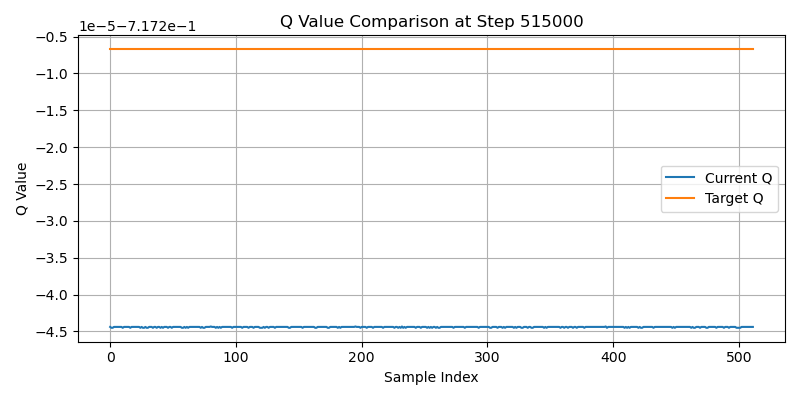 Q Value Comparison at Step 515000
1e−5−7.172e−1
−0.5
−1.0
−1.5
−2.0
−2.5
−3.0
−3.5
−4.0
−4.5
Q Value
Current Q
Target Q
0 100 200 300 400 500
Sample Index